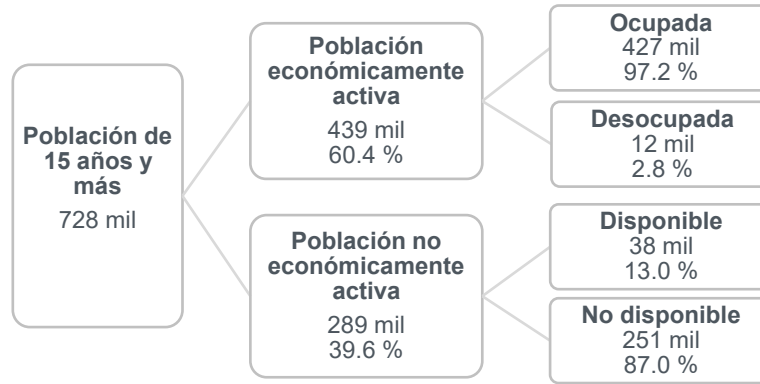 Población de
15 años y
más
728 mil
Población
económicamente
activa
439 mil
60.4 %
Población no
económicamente
activa
289 mil
39.6 %
Ocupada
427 mil
97.2 %
Desocupada
12 mil
2.8 %
Disponible
38 mil
13.0 %
No disponible
251 mil
87.0 %